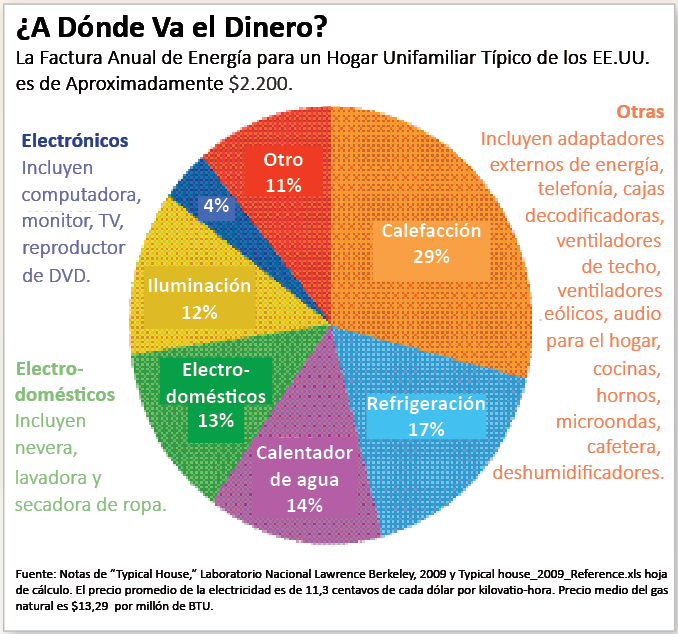 ¿A Dónde Va el Dinero?
La Factura Anual de Energía para un Hogar Unifamiliar Típico de los EE.UU.
es de Aproximadamente $2.200.
Electrónicos
Incluyen
computadora,
monitor, TV,
reproductor
de DVD.
Otras
Incluyen adaptadores
externos de energía,
telefonía, cajas
decodificadoras,
ventiladores
de techo,
ventiladores
.eólicos, audio
para el hogar,
cocinas,
hornos,
microondas,
cafetera,
deshumidificadores.
Otro
11%
4%
Calefacción
29%
Iluminación
12%
Electro-
domésticos
13%
Refrigeración
17%
Calentador
de agua
14%
Electro-
domésticos
Incluyen
nevera,
lavadora y
secadora de ropa.
Fuente: Notas de “Typical House,” Laboratorio Nacional Lawrence Berkeley, 2009 y Typical house_2009_Reference.xls hoja
de cálculo. El precio promedio de la electricidad es de 11,3 centavos de cada dólar por kilovatio-hora. Precio medio del gas
natural es $13,29 por millón de BTU.